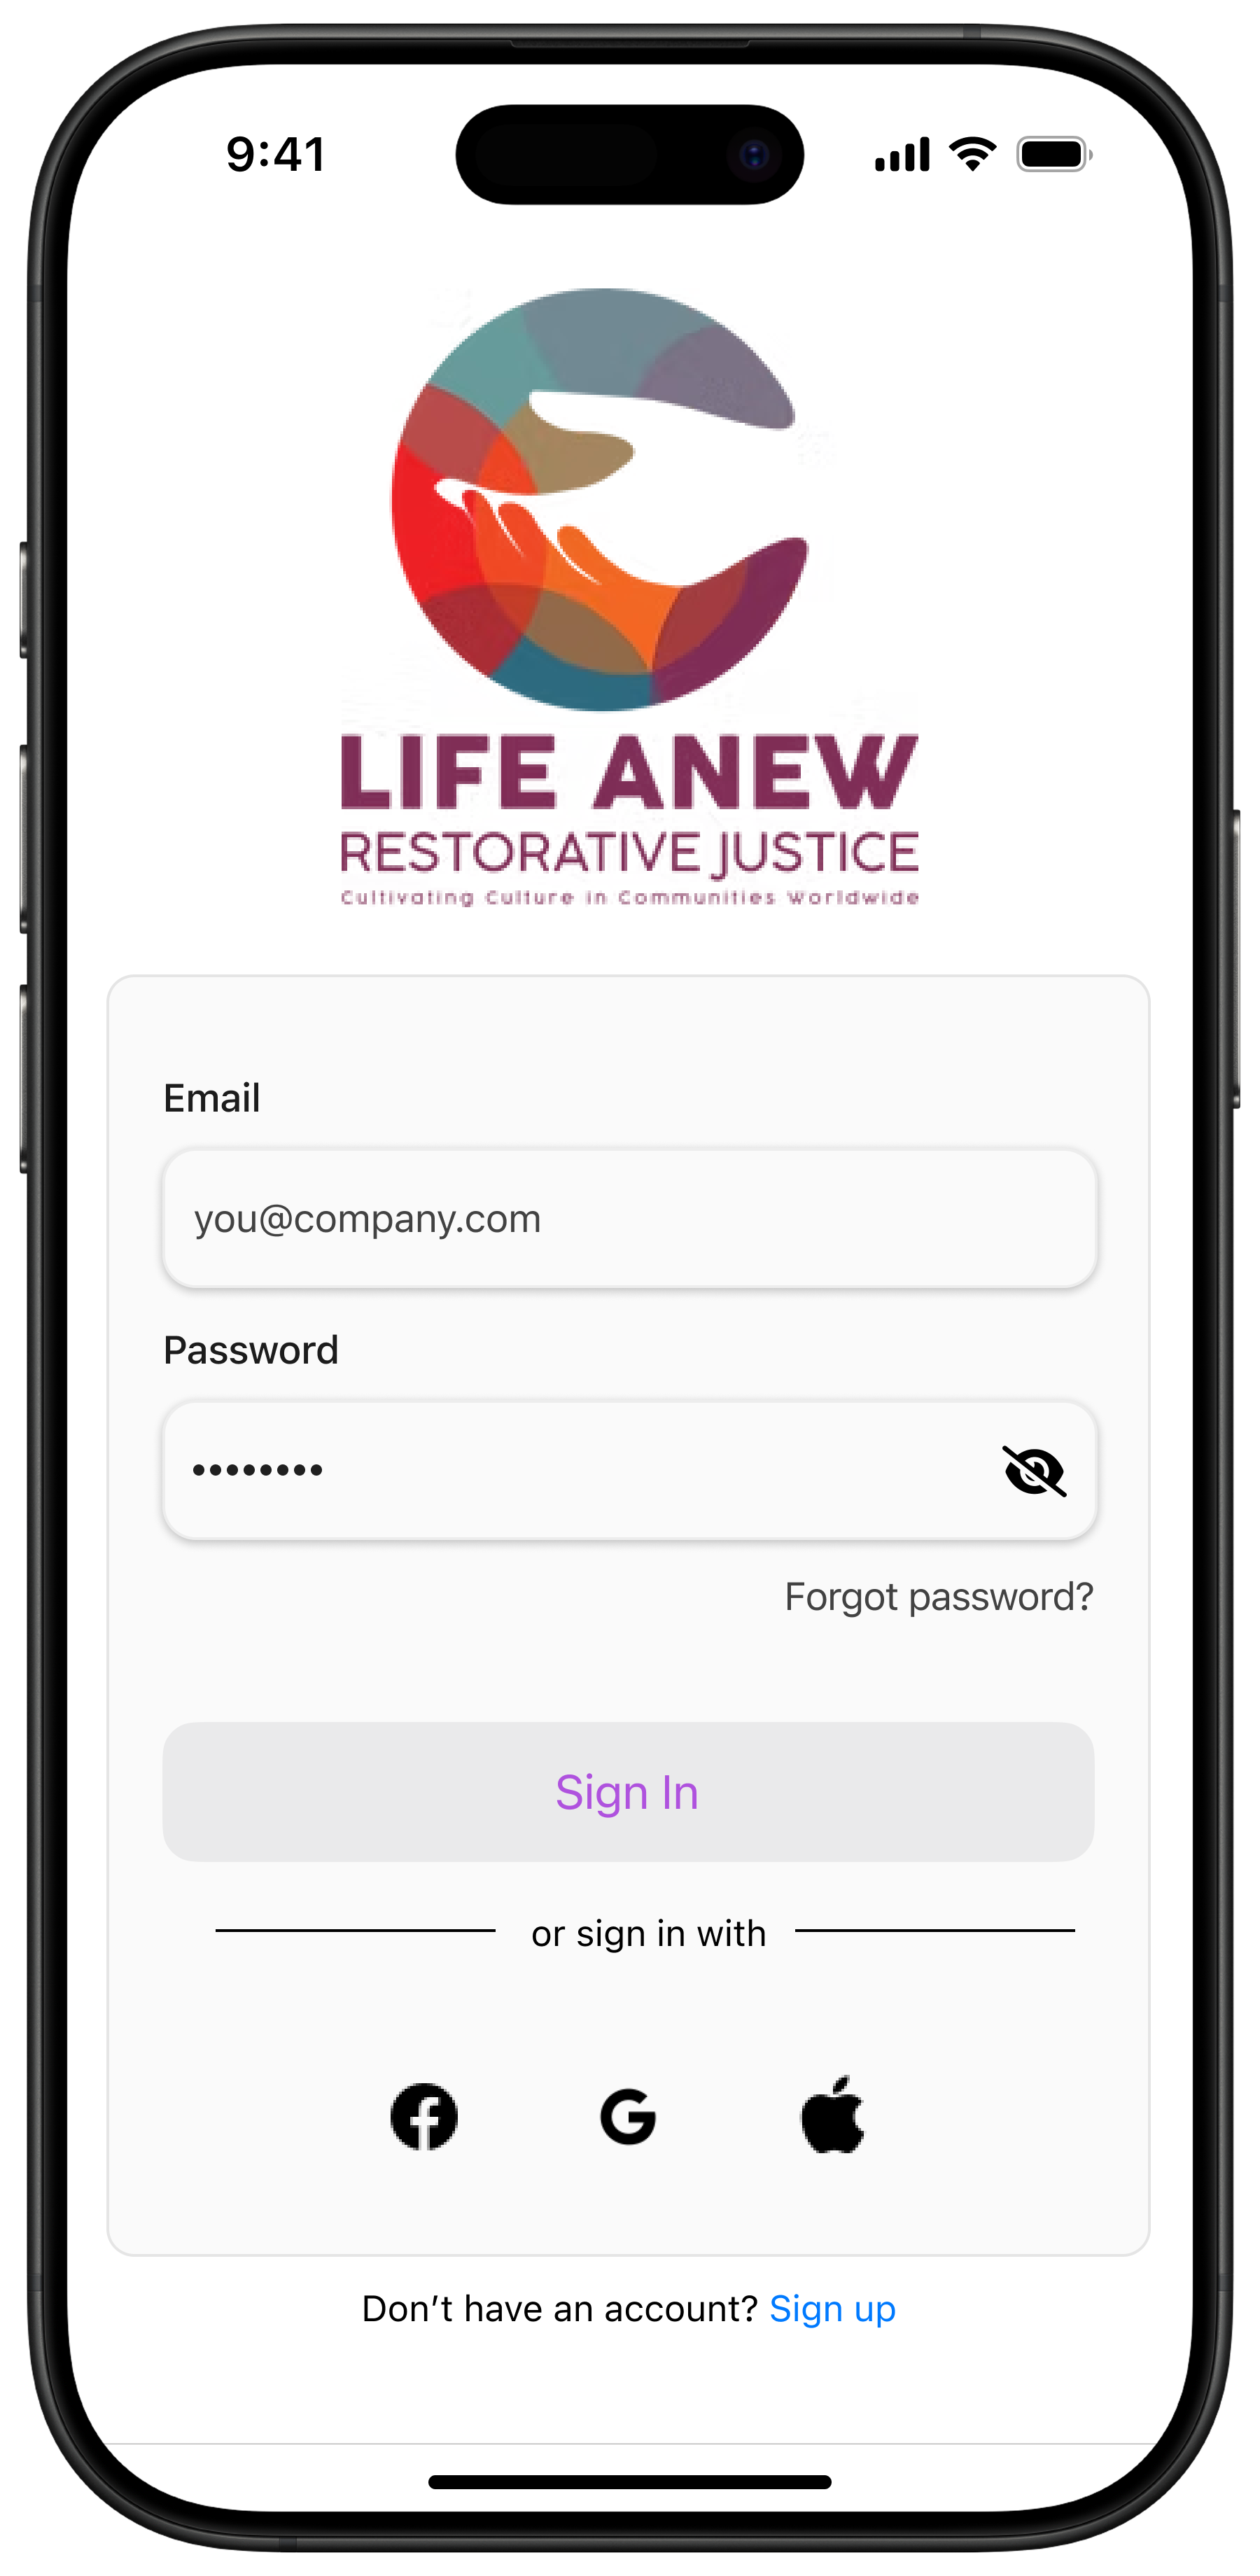 9:41
LIFE ANEW
RESTORATIVE JUSTICE
Cultivating Culture in Communities Worldwide
Email
you@company.com
Password
••••••••
Forgot password?
Sign In
or sign in with
Don’t have an account? Sign up